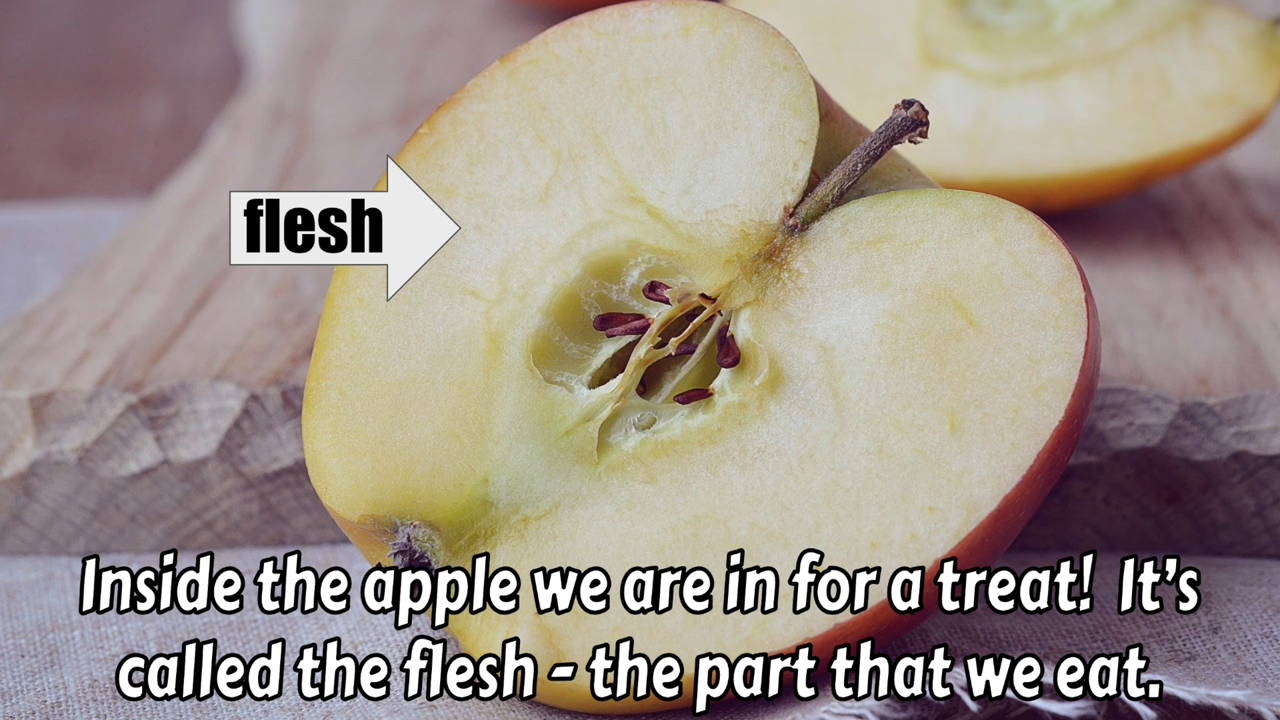 flesh
Inside the apple we are in for a treat!  It's
called the flesh - the part that we eat.